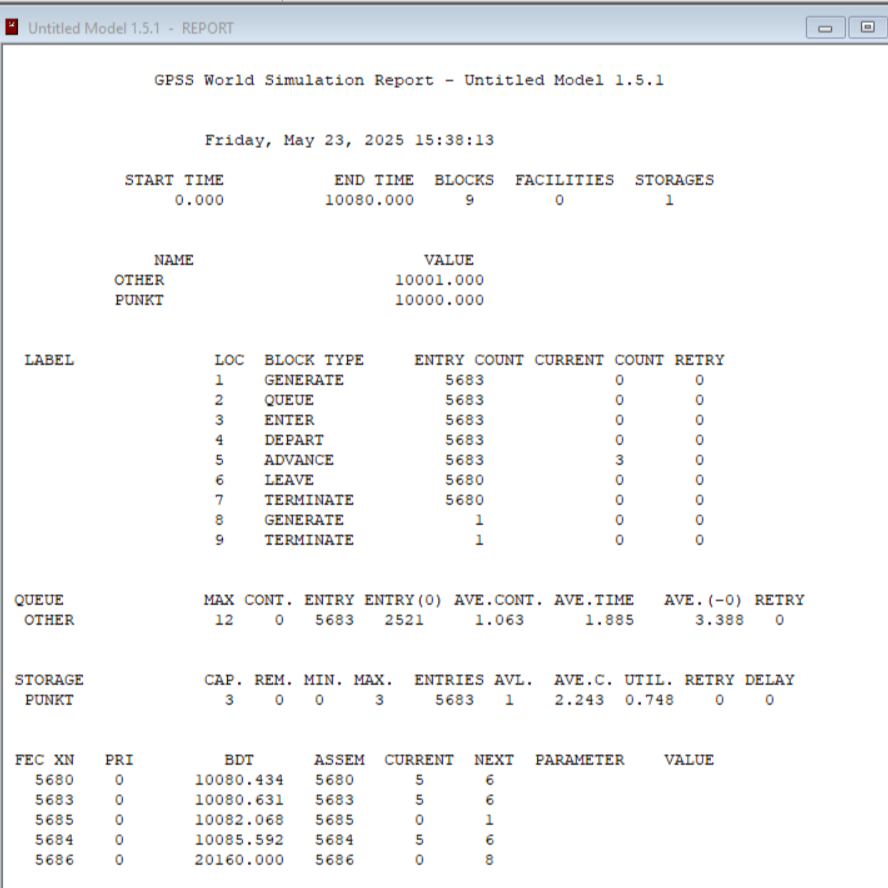 Untitled Model 1.5.1 - REPORT
GPSS World Simulation Report - Untitled Model 1.5.1
Friday, May 23, 2025 15:38:13
START TIME END TIME BLOCKS FACILITIES STORAGES
0.000 10080.000 9 0 1
NAME VALUE
OTHER 10001.000
PUNKT 10000.000
LABEL LOC BLOCK TYPE ENTRY COUNT CURRENT COUNT RETRY
1 GENERATE 5683 0 0
2 QUEUE 5683 0 0
3 ENTER 5683 0 0
4 DEPART 5683 0 0
5 ADVANCE 5683 3 0
6 LEAVE 5680 0 0
7 TERMINATE 5680 0 0
8 GENERATE 1 0 0
9 TERMINATE 1 0 0
QUEUE MAX CONT. ENTRY ENTRY(0) AVE.CONT. AVE.TIME AVE.(-0) RETRY
OTHER 12 0 5683 2521 1.063 1.885 3.388 0
STORAGE CAP. REM. MIN. MAX. ENTRIES AVL. AVE.C. UTIL. RETRY DELAY
PUNKT 3 0 0 3 5683 1 2.243 0.748 0 0
FEC XN PRI BDT ASSEM CURRENT NEXT PARAMETER VALUE
5680 0 10080.434 5680 5 6
5683 0 10080.631 5683 5 6
5685 0 10082.068 5685 0 1
5684 0 10085.592 5684 5 6
5686 0 20160.000 5686 0 8